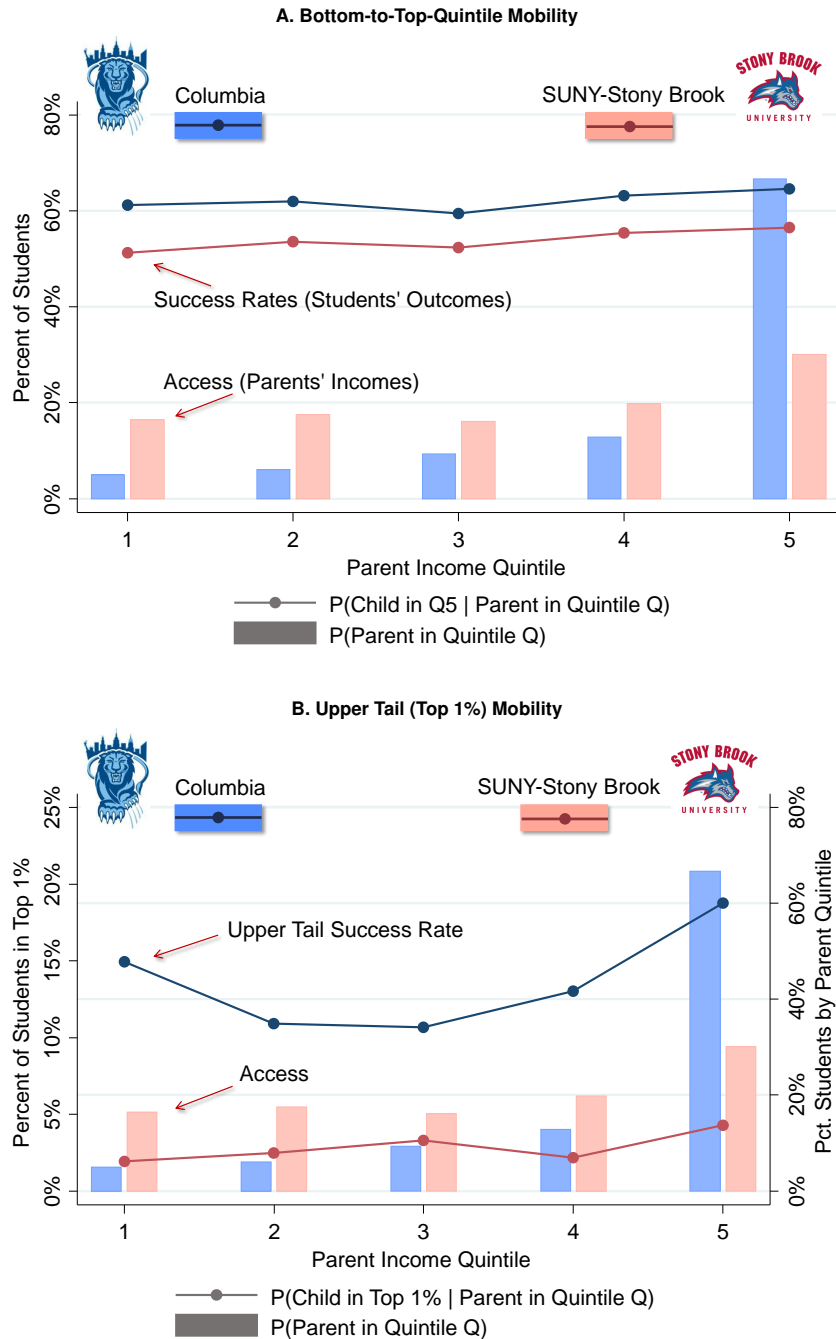 A. Bottom-to-Top-Quintile Mobility
Columbia
SUNY-Stony Brook
STONY BROOK
UNIVERSITY
80%
60%
40%
20%
0%
Percent of Students
Success Rates (Students' Outcomes)
Access (Parents' Incomes)
1 2 3 4 5
Parent Income Quintile
P(Child in Q5 | Parent in Quintile Q)
P(Parent in Quintile Q)
B. Upper Tail (Top 1%) Mobility
Columbia
SUNY-Stony Brook
STONY BROOK
UNIVERSITY
25%
20%
15%
10%
5%
0%
Percent of Students in Top 1%
Upper Tail Success Rate
Access
80%
60%
40%
20%
0%
Pct. Students by Parent Quintile
1 2 3 4 5
Parent Income Quintile
P(Child in Top 1% | Parent in Quintile Q)
P(Parent in Quintile Q)